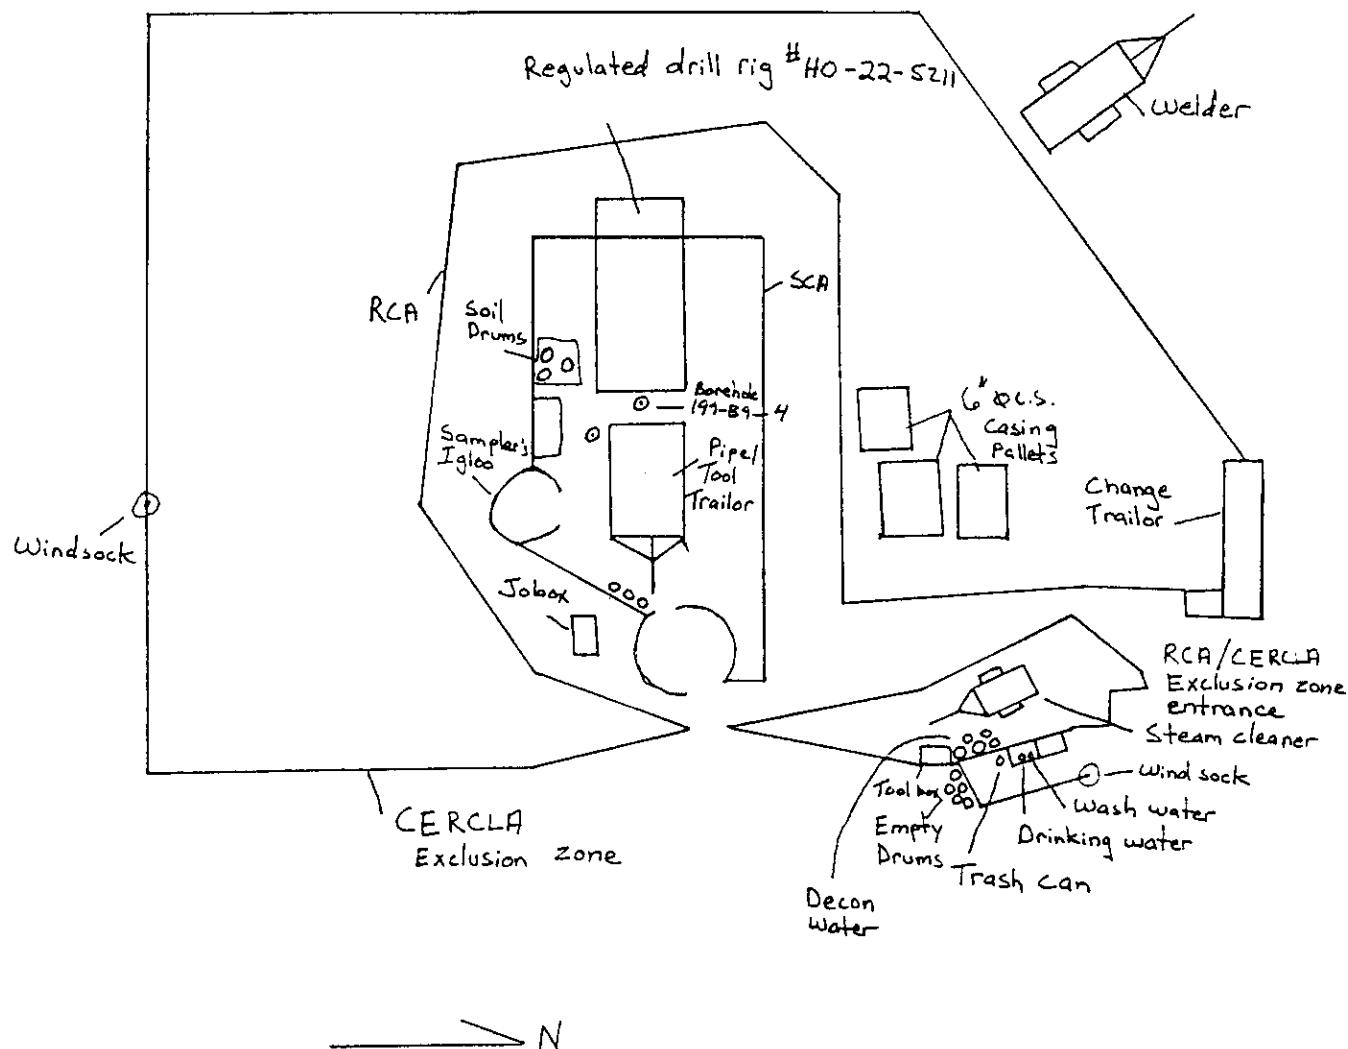 Regulated drill rig #HO-22-5211
Welder
RCA
SCA
Soil
Drums
Borehole
199-B9-4
Sampler's
Igloo
Pipe/
Tool
Trailor
6" Ø C.S.
Casing
Pallets
Change
Trailor
Windsock
Jobox
RCA/CERCLA
Exclusion zone
entrance
Steam cleaner
Wind sock
Wash water
Drinking water
Tool box
Empty
Drums
Trash can
Decon
Water
CERCLA
Exclusion zone
N